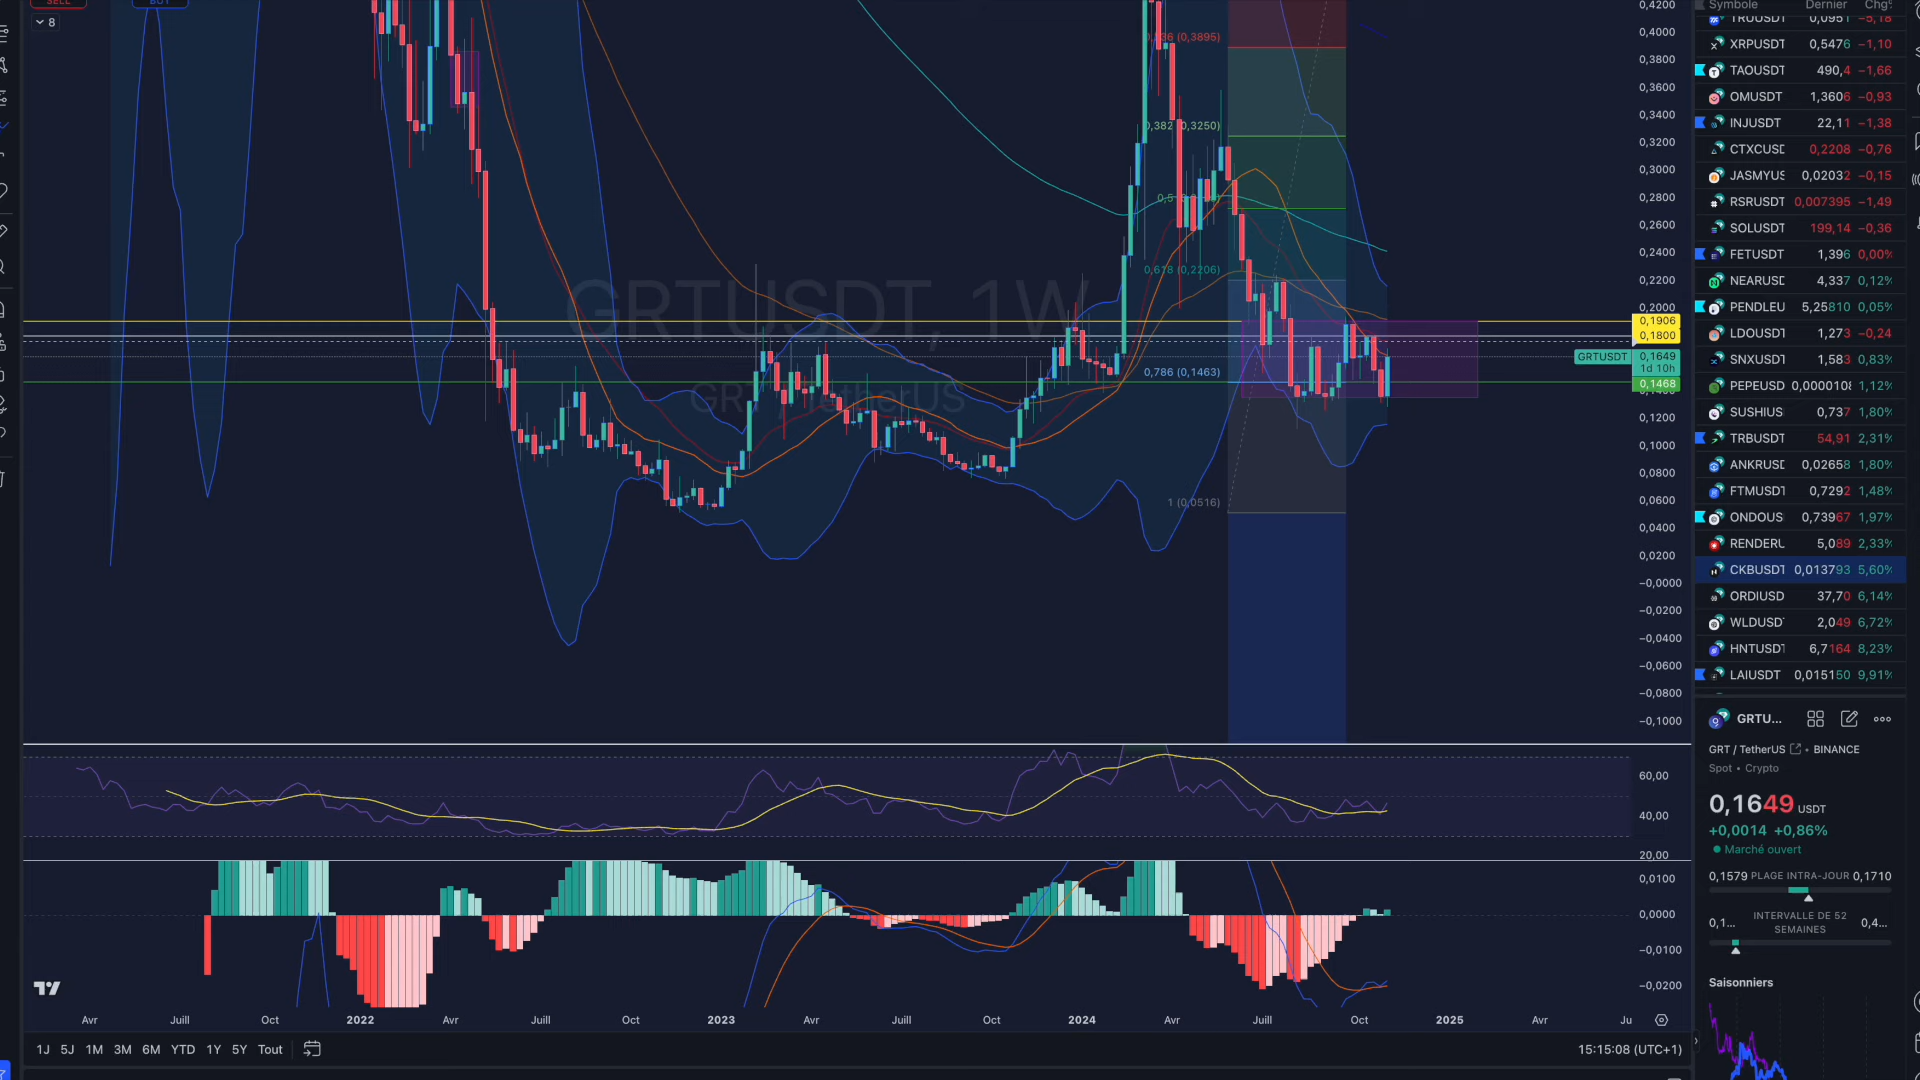 SELL
BUY
8
GRTUSDT, 1W
GRT / TetherUS
0,382 (0,3250)
0,618 (0,2206)
0,786 (0,1463)
1 (0,0516)
0,4200
0,4000
0,3800
0,3600
0,3400
0,3200
0,3000
0,2800
0,2600
0,2400
0,2200
0,2000
0,1906
0,1800
GRTUSDT 0,1649
1d 10h
0,1468
0,1200
0,1000
0,0800
0,0600
0,0400
0,0200
−0,0000
−0,0200
−0,0400
−0,0600
−0,0800
−0,1000
60,00
40,00
20,00
0,0100
0,0000
−0,0100
−0,0200
Avr Juill Oct 2022 Avr Juill Oct 2023 Avr Juill Oct 2024 Avr Juill Oct 2025 Avr Ju
1J 5J 1M 3M 6M YTD 1Y 5Y Tout
15:15:08 (UTC+1)
Symbole Dernier Chg%
TRUUSDT 0,0951 −5,18
XRPUSDT 0,5476 −1,10
TAOUSDT 490,4 −1,66
OMUSDT 1,3606 −0,93
INJUSDT 22,11 −1,38
CTXCUSD 0,2208 −0,76
JASMYUS 0,02032 −0,15
RSRUSDT 0,007395 −1,49
SOLUSDT 199,14 −0,36
FETUSDT 1,396 0,00%
NEARUSD 4,337 0,12%
PENDLEU 5,25810 0,05%
LDOUSDT 1,273 −0,24
SNXUSDT 1,583 0,83%
PEPEUSD 0,0000108 1,12%
SUSHIUS 0,737 1,80%
TRBUSDT 54,91 2,31%
ANKRUSD 0,02658 1,80%
FTMUSDT 0,7292 1,48%
ONDOUS 0,73967 1,97%
RENDERU 5,089 2,33%
CKBUSDT 0,013793 5,60%
ORDIUSD 37,70 6,14%
WLDUSD 2,049 6,72%
HNTUSDT 6,7164 8,23%
LAIUSDT 0,015150 9,91%
GRTU...
GRT / TetherUS • BINANCE
Spot • Crypto
0,1649 USDT
+0,0014 +0,86%
Marché ouvert
0,1579 PLAGE INTRA-JOUR 0,1710
0,1... INTERVALLE DE 52 SEMAINES 0,4...
Saisonniers